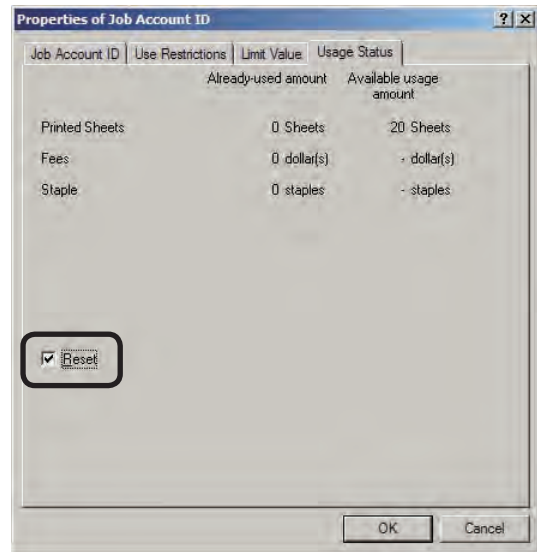 Properties of Job Account ID
Job Account ID Use Restrictions Limit Value Usage Status
Already-used amount Available usage
amount
Printed Sheets 0 Sheets 20 Sheets
Fees 0 dollar(s) - dollar(s)
Staple 0 staples - staples
Reset
OK Cancel